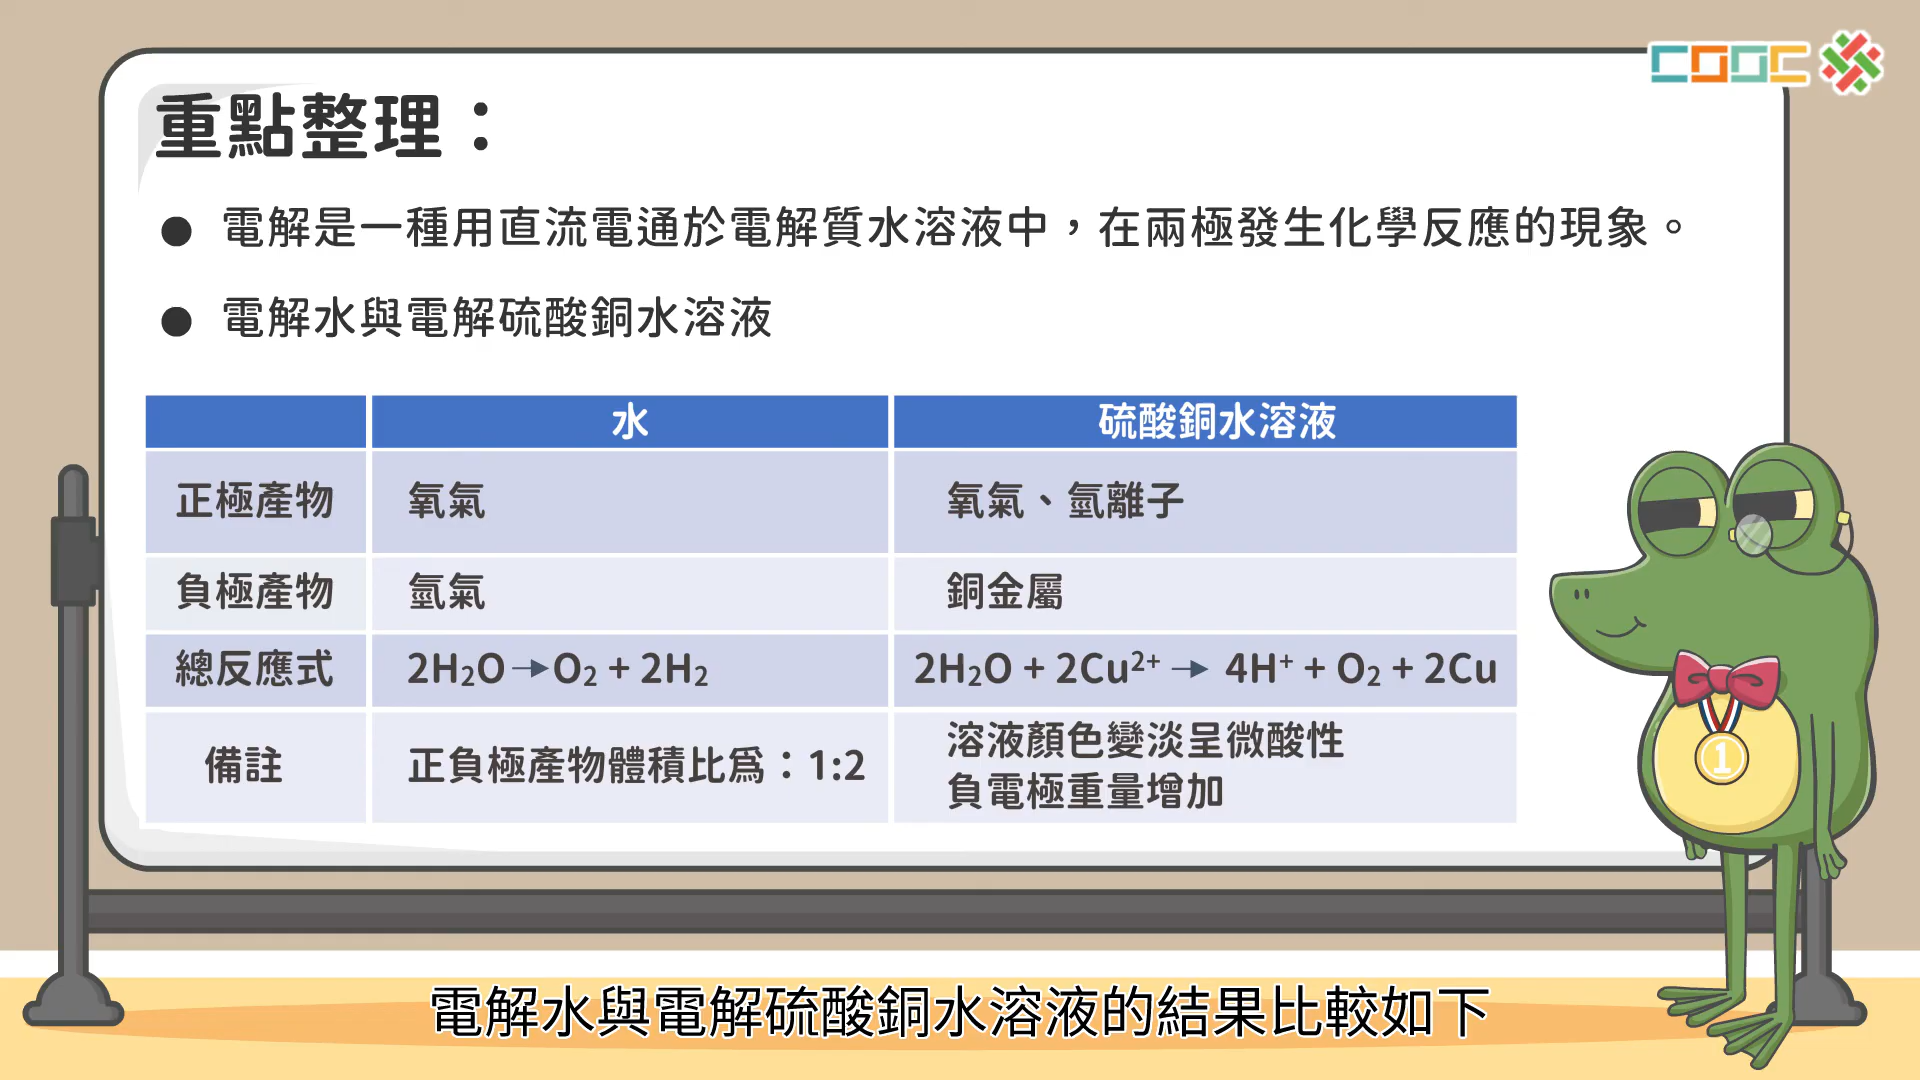 COOC
重點整理：
● 電解是一種用直流電通於電解質水溶液中，在兩極發生化學反應的現象。
● 電解水與電解硫酸銅水溶液
水 硫酸銅水溶液
正極產物 氧氣 氧氣、氫離子
負極產物 氫氣 銅金屬
總反應式 2H₂O→O₂ + 2H₂ 2H₂O + 2Cu²⁺ → 4H⁺ + O₂ + 2Cu
備註 正負極產物體積比爲：1:2 溶液顏色變淡呈微酸性
負電極重量增加
1
電解水與電解硫酸銅水溶液的結果比較如下